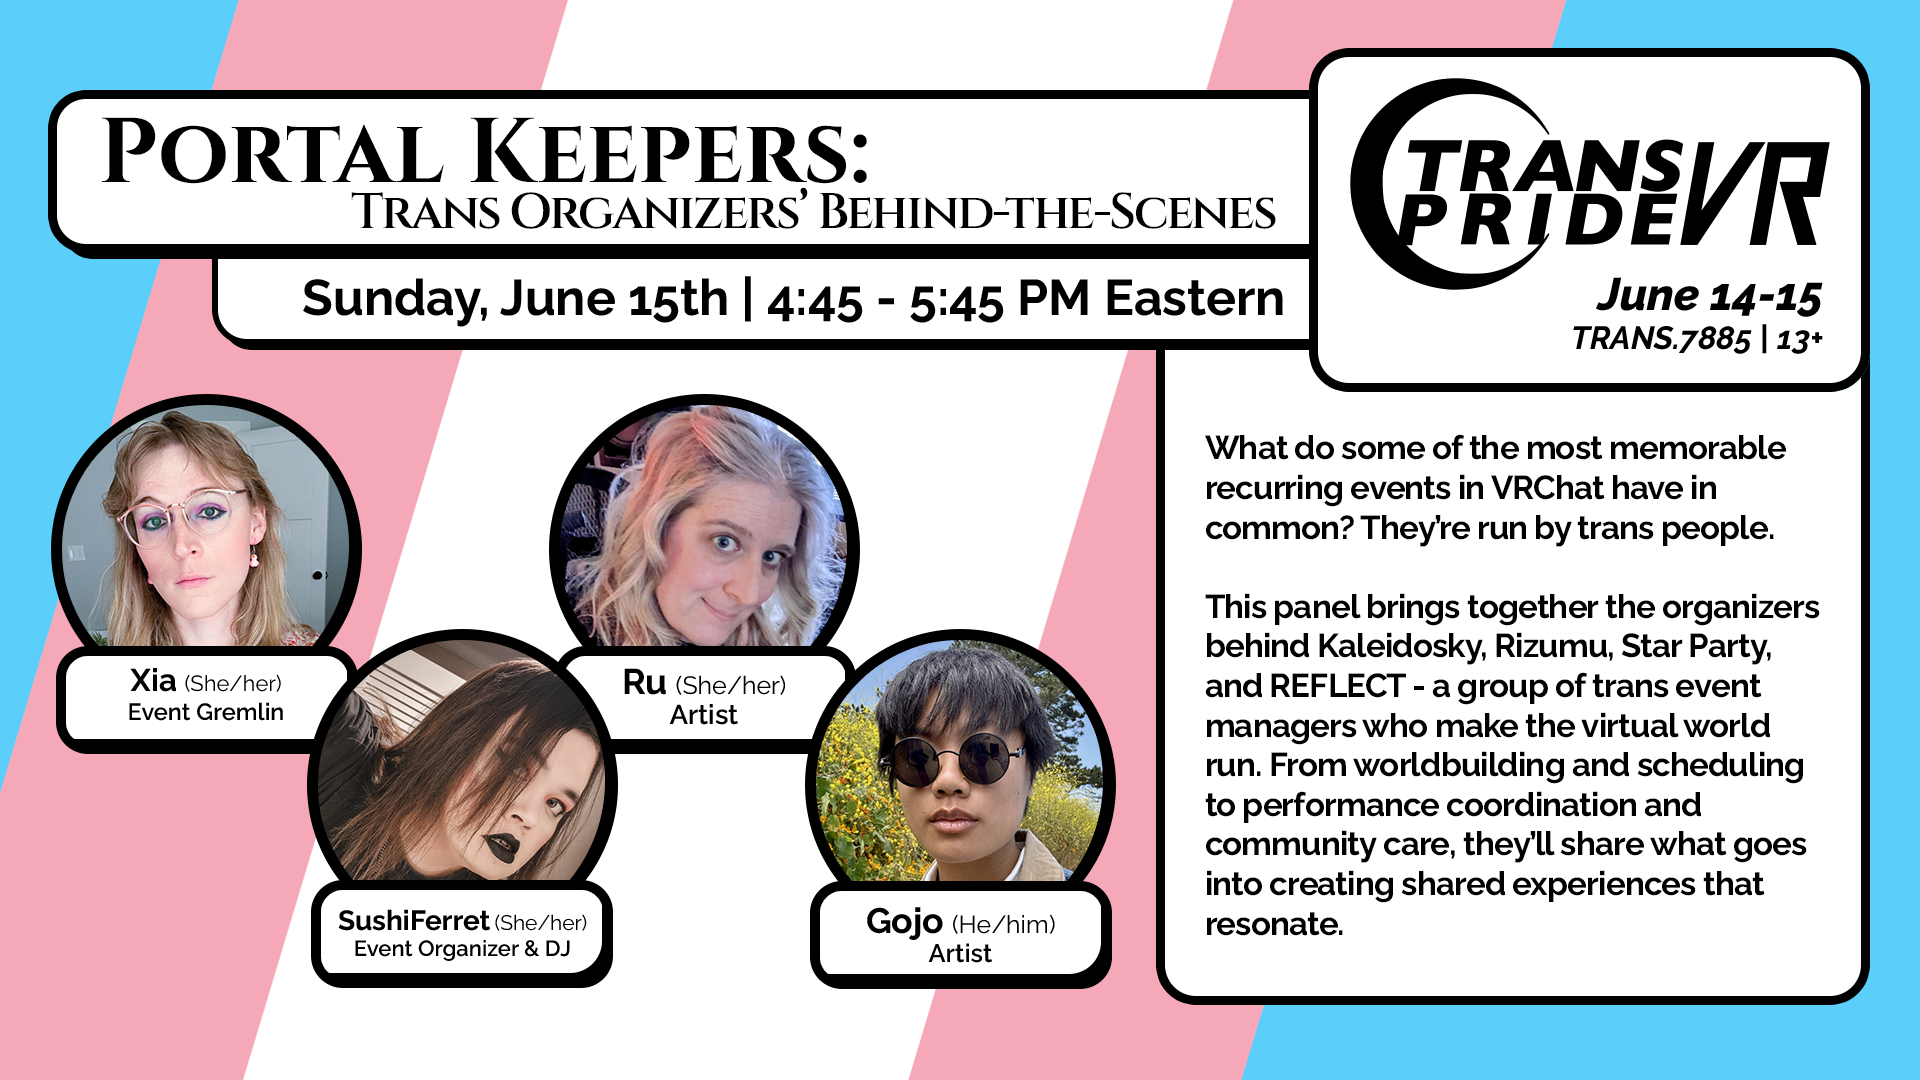 PORTAL KEEPERS:
TRANS ORGANIZERS’ BEHIND-THE-SCENES
Sunday, June 15th | 4:45 - 5:45 PM Eastern
TRANS
PRIDE VR
June 14-15
TRANS.7885 | 13+
Xia (She/her)
Event Gremlin
SushiFerret (She/her)
Event Organizer & DJ
Ru (She/her)
Artist
Gojo (He/him)
Artist
What do some of the most memorable
recurring events in VRChat have in
common? They’re run by trans people.
This panel brings together the organizers
behind Kaleidosky, Rizumu, Star Party,
and REFLECT - a group of trans event
managers who make the virtual world
run. From worldbuilding and scheduling
to performance coordination and
community care, they’ll share what goes
into creating shared experiences that
resonate.